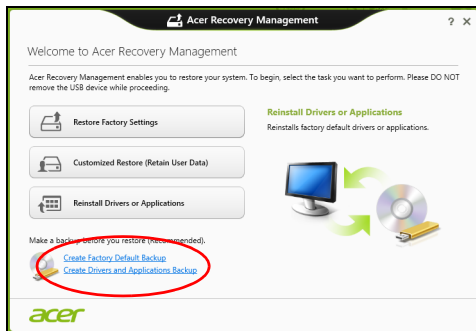 Acer Recovery Management
? X
Welcome to Acer Recovery Management
Acer Recovery Management enables you to restore your system. To begin, select the task you want to perform. Please DO NOT
remove the USB device while proceeding.
Restore Factory Settings
Customized Restore (Retain User Data)
Reinstall Drivers or Applications
Reinstall Drivers or Applications
Reinstalls factory default drivers or applications.
Make a backup before you restore (Recommended).
Create Factory Default Backup
Create Drivers and Applications Backup
acer